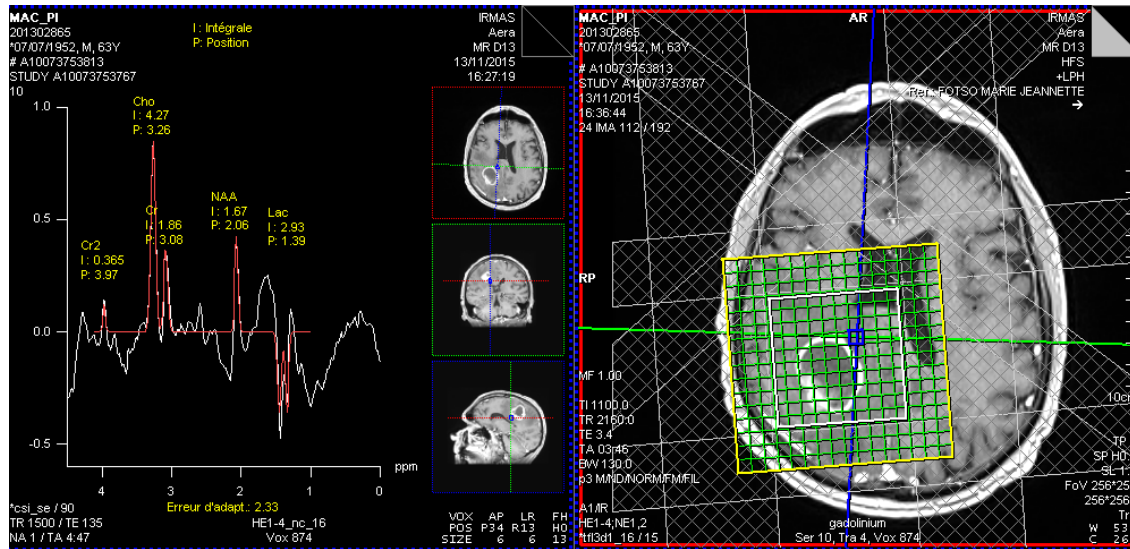 MAC_PI
201302865
*07/07/1952, M, 63Y
# A10073753813
STUDY A10073753767
10
I : Intégrale
P: Position
IRMAS
Aera
MR D13
13/11/2015
16:27:19
1.0
0.5
0.0
-0.5
Cho
I : 4.27
P: 3.26
Cr
I : 1.86
P: 3.08
NAA
I : 1.67
P: 2.06
Lac
I : 2.93
P: 1.39
Cr2
I : 0.365
P: 3.97
ppm
4 3 2 1 0
*csi_se / 90
TR 1500 / TE 135
NA 1 / TA 4:47
Erreur d'adapt.: 2.33
HE1-4_nc_16
Vox 874
VOX AP LR FH
POS P34 R13 H0
SIZE 6 6 13
MAC_PI
201302865
*07/07/1952, M, 63Y
# A10073753813
STUDY A10073753767
13/11/2015
16:36:44
24 IMA 112 / 192
AR
IRMAS
Aera
MR D13
HFS
+LPH
Ref.: FOTSO MARIE JEANNETTE
RP
MF 1.00
TI 1100.0
TR 2160.0
TE 3.4
TA 03:46
BW 130.0
p3 M/ND/NORM/FM/FIL
A1/IR
HE1-4;NE1,2
*tfl3d1_16 / 15
gadolinium
Ser 10, Tra 4, Vox 874
10cr
TP
SP H0.
SL 1.
FoV 256*25
256*256
Tr
W 53
C 26